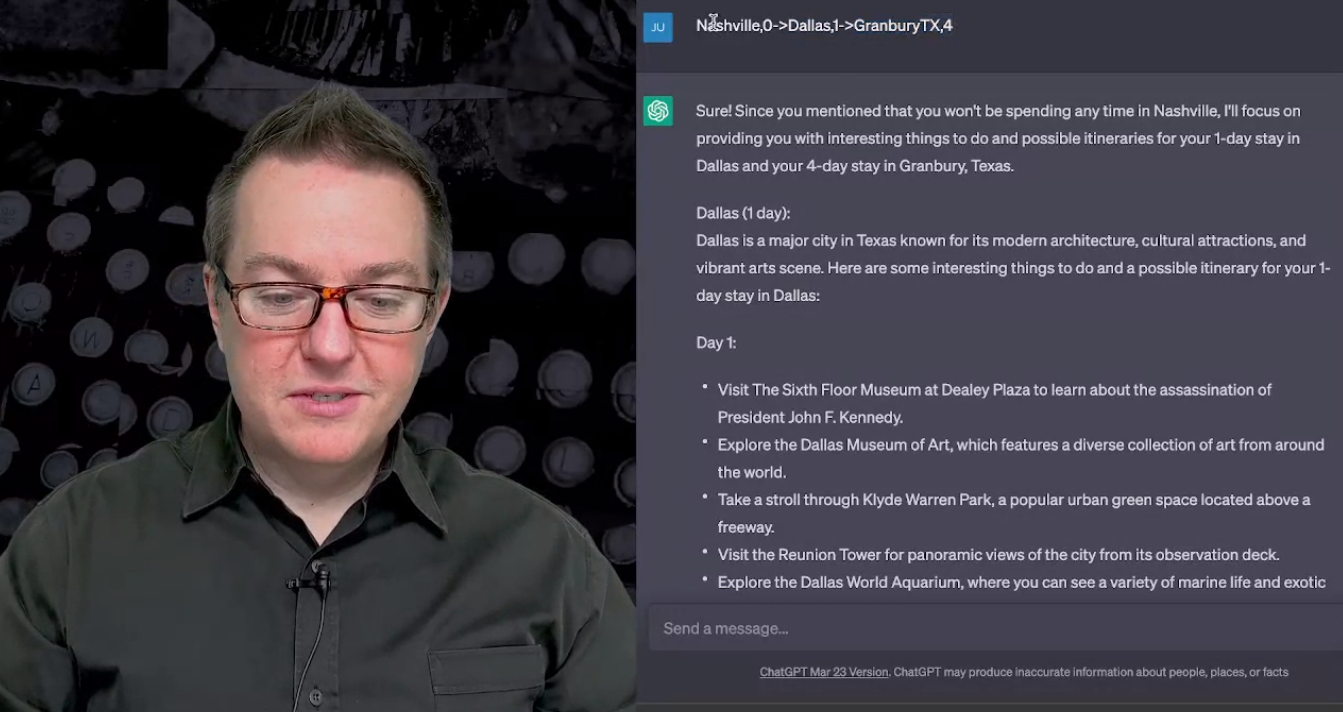 JU
Nashville,0->Dallas,1->GranburyTX,4
Sure! Since you mentioned that you won't be spending any time in Nashville, I'll focus on
providing you with interesting things to do and possible itineraries for your 1-day stay in
Dallas and your 4-day stay in Granbury, Texas.
Dallas (1 day):
Dallas is a major city in Texas known for its modern architecture, cultural attractions, and
vibrant arts scene. Here are some interesting things to do and a possible itinerary for your 1-
day stay in Dallas:
Day 1:
• Visit The Sixth Floor Museum at Dealey Plaza to learn about the assassination of
President John F. Kennedy.
• Explore the Dallas Museum of Art, which features a diverse collection of art from around
the world.
• Take a stroll through Klyde Warren Park, a popular urban green space located above a
freeway.
• Visit the Reunion Tower for panoramic views of the city from its observation deck.
• Explore the Dallas World Aquarium, where you can see a variety of marine life and exotic
Send a message...
ChatGPT Mar 23 Version. ChatGPT may produce inaccurate information about people, places, or facts